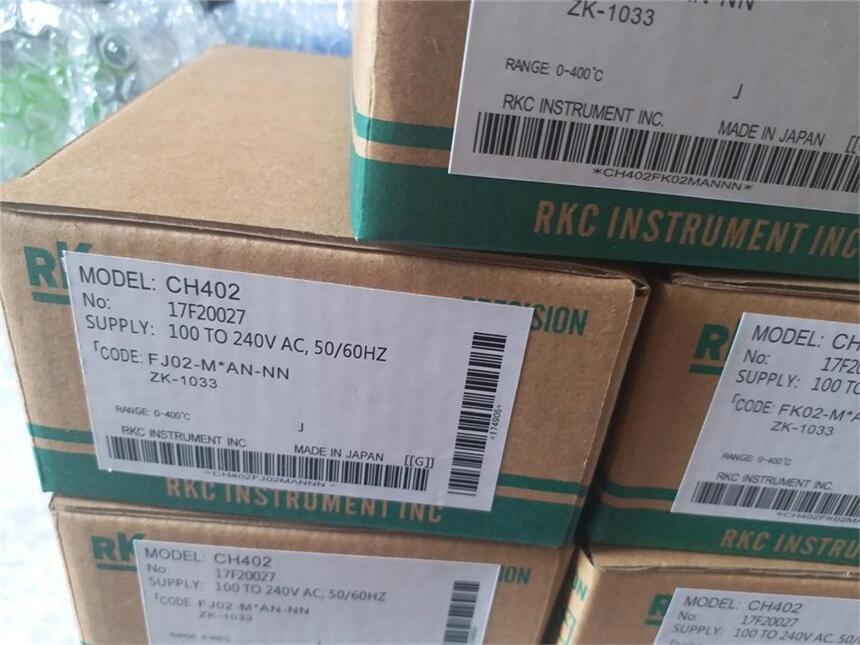 ZK-1033
RANGE: 0-400℃
RKC INSTRUMENT INC.
MADE IN JAPAN
*CH402FK02MANNN*
RKC INSTRUMENT INC
MODEL: CH402
No: 17F20027
SUPPLY: 100 TO 240V AC, 50/60HZ
「CODE: FJ02-M*AN-NN
ZK-1033
RANGE: 0-400℃
」
RKC INSTRUMENT INC.
MADE IN JAPAN [[G]]
*CH402FJ02MANNN*
*174905*
RKC INSTRUMENT INC
MODEL: CH
No: 17F20
SUPPLY: 100 TO
「CODE: FK02-M*A
ZK-1033
RANGE: 0-400℃
RKC INSTRUMENT INC.
*CH402FK02MA
RKC INSTRU
MODEL: CH402
No: 17F20027
SUPPLY: 100 TO 240V AC, 50/60HZ
「CODE: FJ02-M*AN-NN
ZK-1033
MODEL: CH402
No: 17F20027
SUPPLY: 100 TO 240V AC, 50/